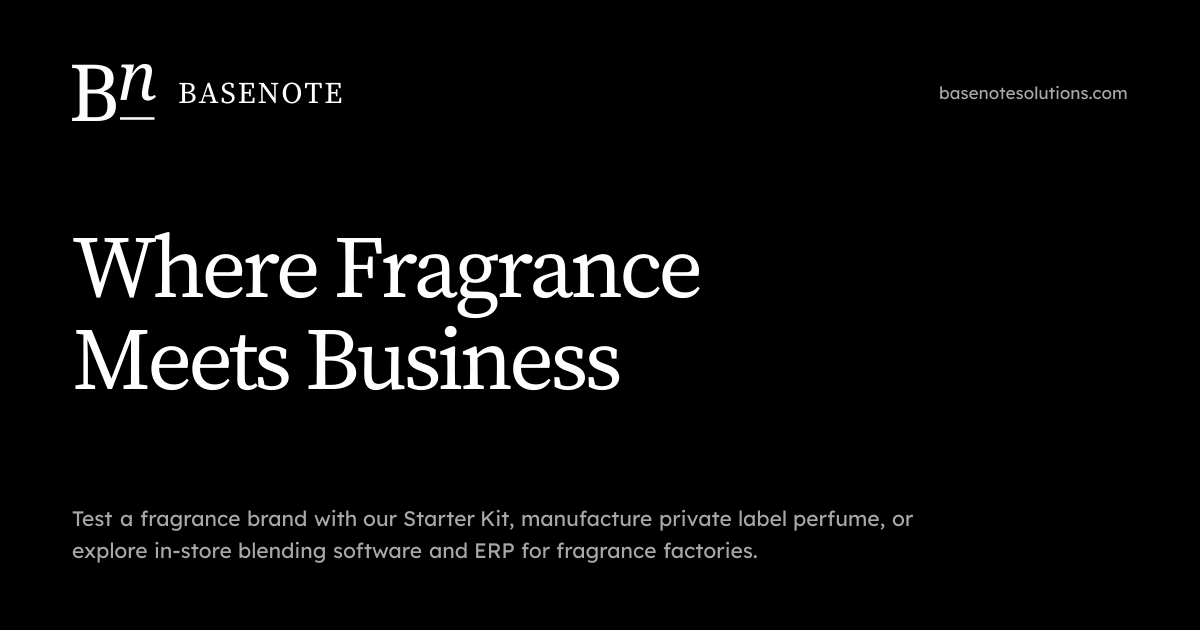 Bn BASENOTE
basenotesolutions.com
Where Fragrance
Meets Business
Test a fragrance brand with our Starter Kit, manufacture private label perfume, or
explore in-store blending software and ERP for fragrance factories.